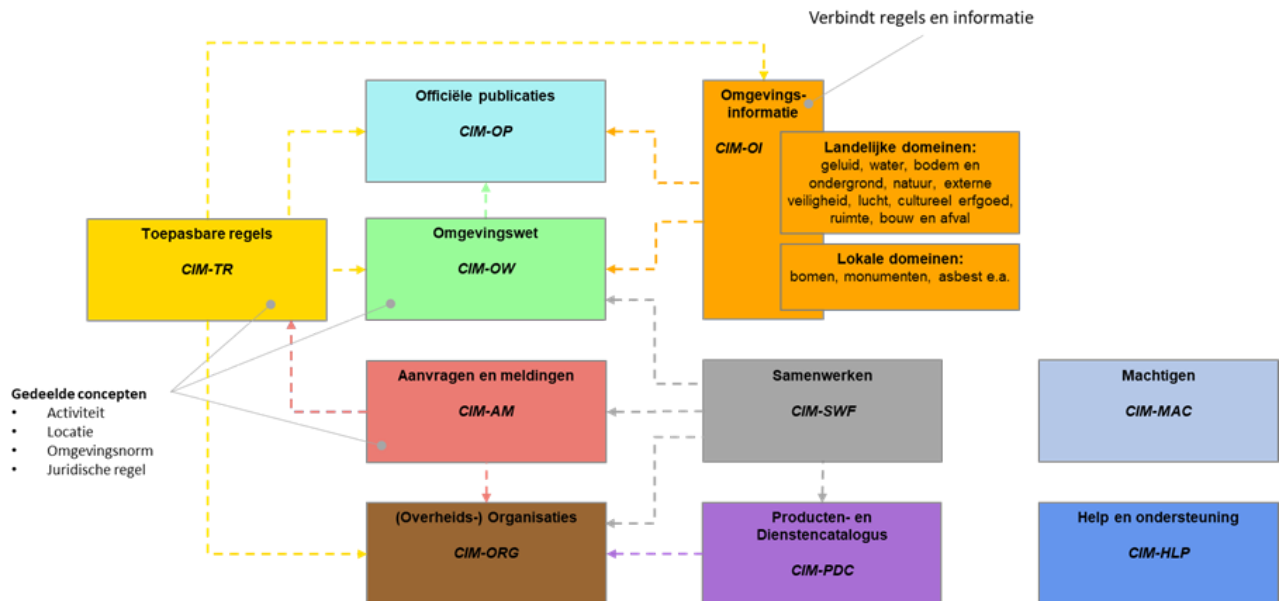 Verbindt regels en informatie
Officiële publicaties
CIM-OP
Omgevings-
informatie
CIM-OI
Landelijke domeinen:
geluid, water, bodem en
ondergrond, natuur, externe
veiligheid, lucht, cultureel erfgoed,
ruimte, bouw en afval
Lokale domeinen:
bomen, monumenten, asbest e.a.
Toepasbare regels
CIM-TR
Omgevingswet
CIM-OW
Gedeelde concepten
• Activiteit
• Locatie
• Omgevingsnorm
• Juridische regel
Aanvragen en meldingen
CIM-AM
Samenwerken
CIM-SWF
Machtigen
CIM-MAC
(Overheids-) Organisaties
CIM-ORG
Producten- en
Dienstencatalogus
CIM-PDC
Help en ondersteuning
CIM-HLP